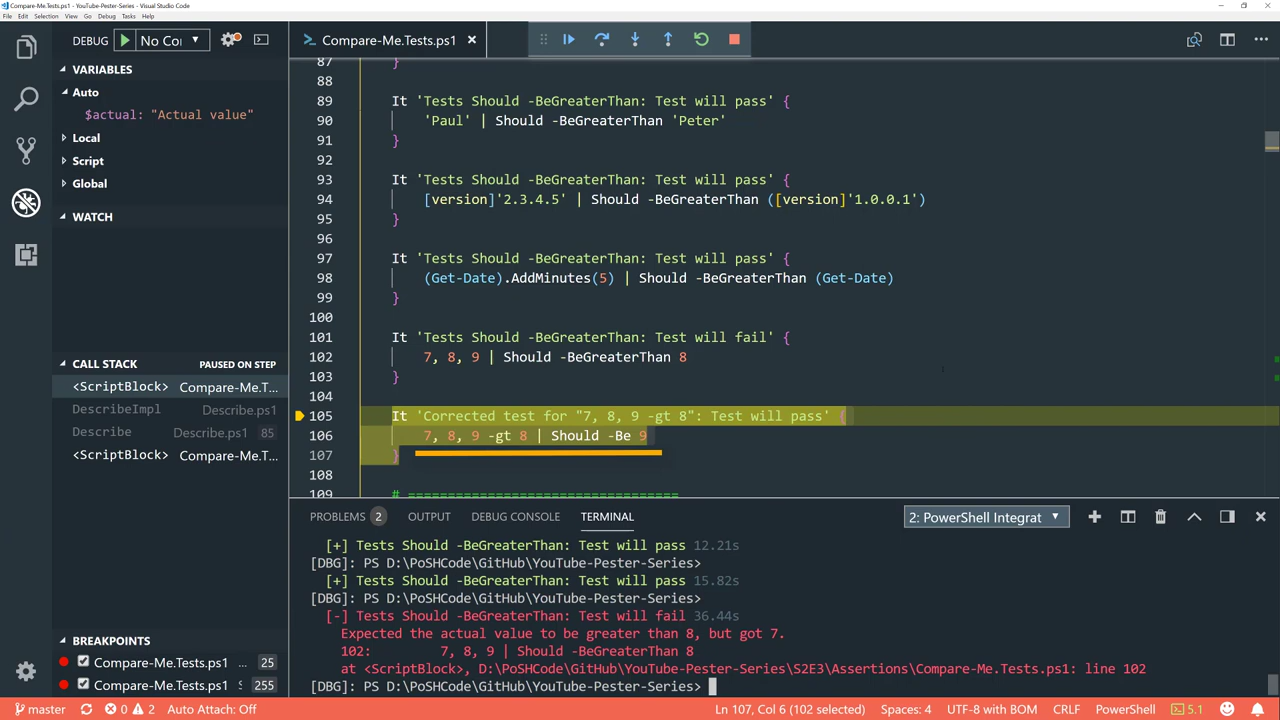 Compare-Me.Tests.ps1 - YouTube-Pester-Series - Visual Studio Code
File Edit Selection View Go Debug Tasks Help
DEBUG No Coı
VARIABLES
Auto
$actual: "Actual value"
Local
Script
Global
WATCH
CALL STACK PAUSED ON STEP
<ScriptBlock> Compare-Me.T...
DescribeImpl Describe.ps1
Describe Describe.ps1 85
<ScriptBlock> Compare-Me.T...
BREAKPOINTS
Compare-Me.Tests.ps1 ... 25
Compare-Me.Tests.ps1 255
Compare-Me.Tests.ps1
87 }
88
89 It 'Tests Should -BeGreaterThan: Test will pass' {
90 'Paul' | Should -BeGreaterThan 'Peter'
91 }
92
93 It 'Tests Should -BeGreaterThan: Test will pass' {
94 [version]'2.3.4.5' | Should -BeGreaterThan ([version]'1.0.0.1')
95 }
96
97 It 'Tests Should -BeGreaterThan: Test will pass' {
98 (Get-Date).AddMinutes(5) | Should -BeGreaterThan (Get-Date)
99 }
100
101 It 'Tests Should -BeGreaterThan: Test will fail' {
102 7, 8, 9 | Should -BeGreaterThan 8
103 }
104
105 It 'Corrected test for "7, 8, 9 -gt 8": Test will pass' {
106 7, 8, 9 -gt 8 | Should -Be 9
107 }
108
109 # ==================================
PROBLEMS 2 OUTPUT DEBUG CONSOLE TERMINAL 2: PowerShell Integrat
[+] Tests Should -BeGreaterThan: Test will pass 12.21s
[DBG]: PS D:\PoSHCode\GitHub\YouTube-Pester-Series>
[+] Tests Should -BeGreaterThan: Test will pass 15.82s
[DBG]: PS D:\PoSHCode\GitHub\YouTube-Pester-Series>
[-] Tests Should -BeGreaterThan: Test will fail 36.44s
Expected the actual value to be greater than 8, but got 7.
102: 7, 8, 9 | Should -BeGreaterThan 8
at <ScriptBlock>, D:\PoSHCode\GitHub\YouTube-Pester-Series\S2E3\Assertions\Compare-Me.Tests.ps1: line 102
[DBG]: PS D:\PoSHCode\GitHub\YouTube-Pester-Series>
master 0 2 Auto Attach: Off Ln 107, Col 6 (102 selected) Spaces: 4 UTF-8 with BOM CRLF PowerShell 5.1